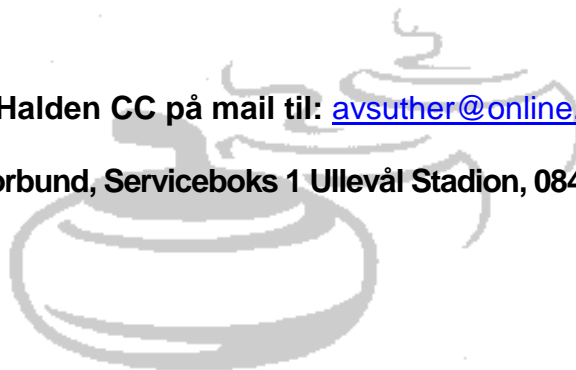 Halden CC på mail til: avsuther@online
orbund, Serviceboks 1 Ullevål Stadion, 084